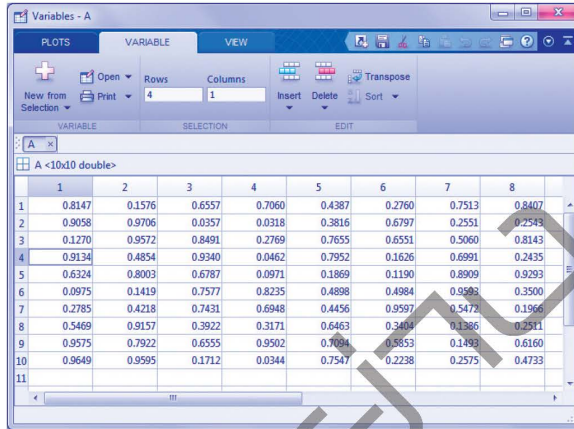 Variables - A
PLOTS VARIABLE VIEW
New from Selection
Open
Print
Rows Columns
4 1
Insert Delete
Transpose
Sort
VARIABLE SELECTION EDIT
A
A <10x10 double>
1 2 3 4 5 6 7 8
1 0.8147 0.1576 0.6557 0.7060 0.4387 0.2760 0.7513 0.8407
2 0.9058 0.9706 0.0357 0.0318 0.3816 0.6797 0.2551 0.2543
3 0.1270 0.9572 0.8491 0.2769 0.7655 0.6551 0.5060 0.8143
4 0.9134 0.4854 0.9340 0.0462 0.7952 0.1626 0.6991 0.2435
5 0.6324 0.8003 0.6787 0.0971 0.1869 0.1190 0.8909 0.9293
6 0.0975 0.1419 0.7577 0.8235 0.4898 0.4984 0.9593 0.3500
7 0.2785 0.4218 0.7431 0.6948 0.4456 0.9597 0.5472 0.1966
8 0.5469 0.9157 0.3922 0.3171 0.6463 0.3404 0.1386 0.2511
9 0.9575 0.7922 0.6555 0.9502 0.7094 0.5853 0.1493 0.6160
10 0.9649 0.9595 0.1712 0.0344 0.7547 0.2238 0.2575 0.4733
11